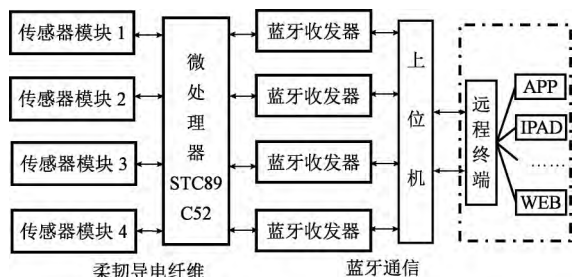 传感器模块 1
传感器模块 2
传感器模块 3
传感器模块 4
微处理器
STC89
C52
蓝牙收发器
蓝牙收发器
蓝牙收发器
蓝牙收发器
上位机
远程终端
APP
IPAD
……
WEB
柔韧导电纤维
蓝牙通信